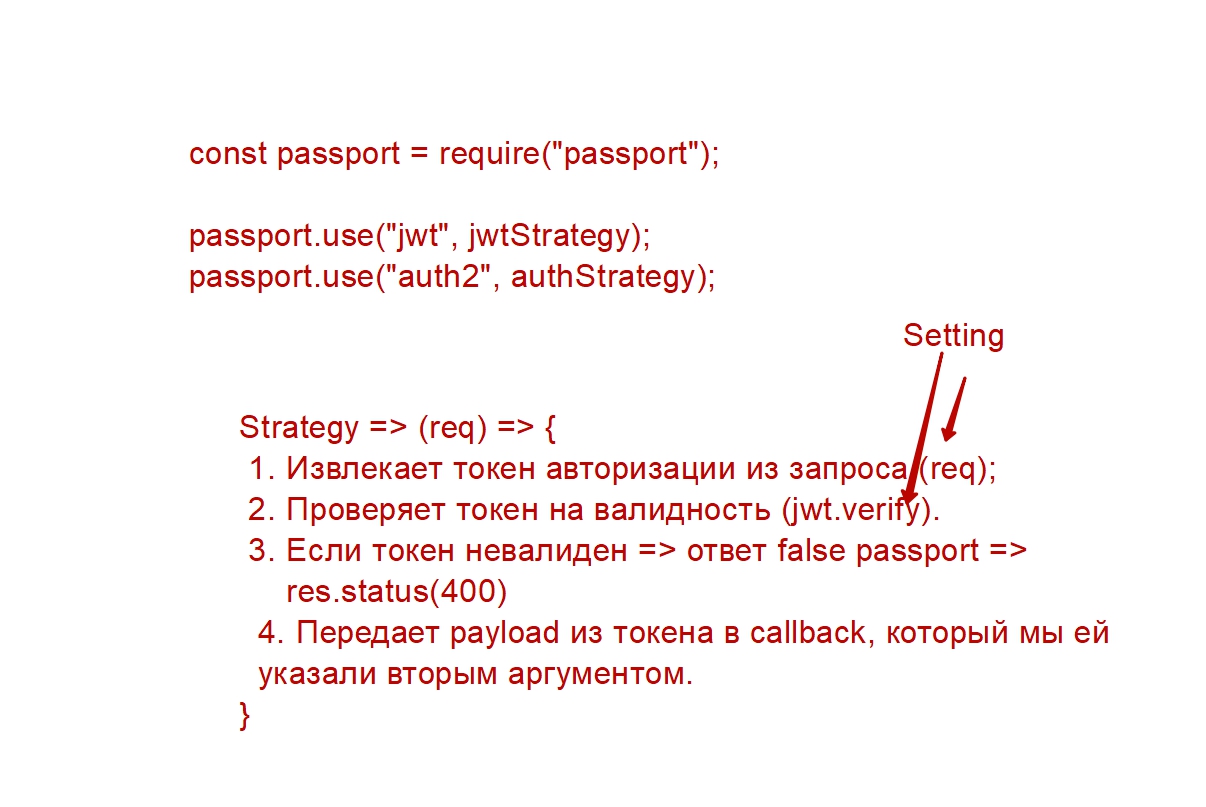 const passport = require("passport");
passport.use("jwt", jwtStrategy);
passport.use("auth2", authStrategy);
Setting
Strategy => (req) => {
1. Извлекает токен авторизации из запроса (req);
2. Проверяет токен на валидность (jwt.verify).
3. Если токен невалиден => ответ false passport =>
res.status(400)
4. Передает payload из токена в callback, который мы ей
указали вторым аргументом.
}